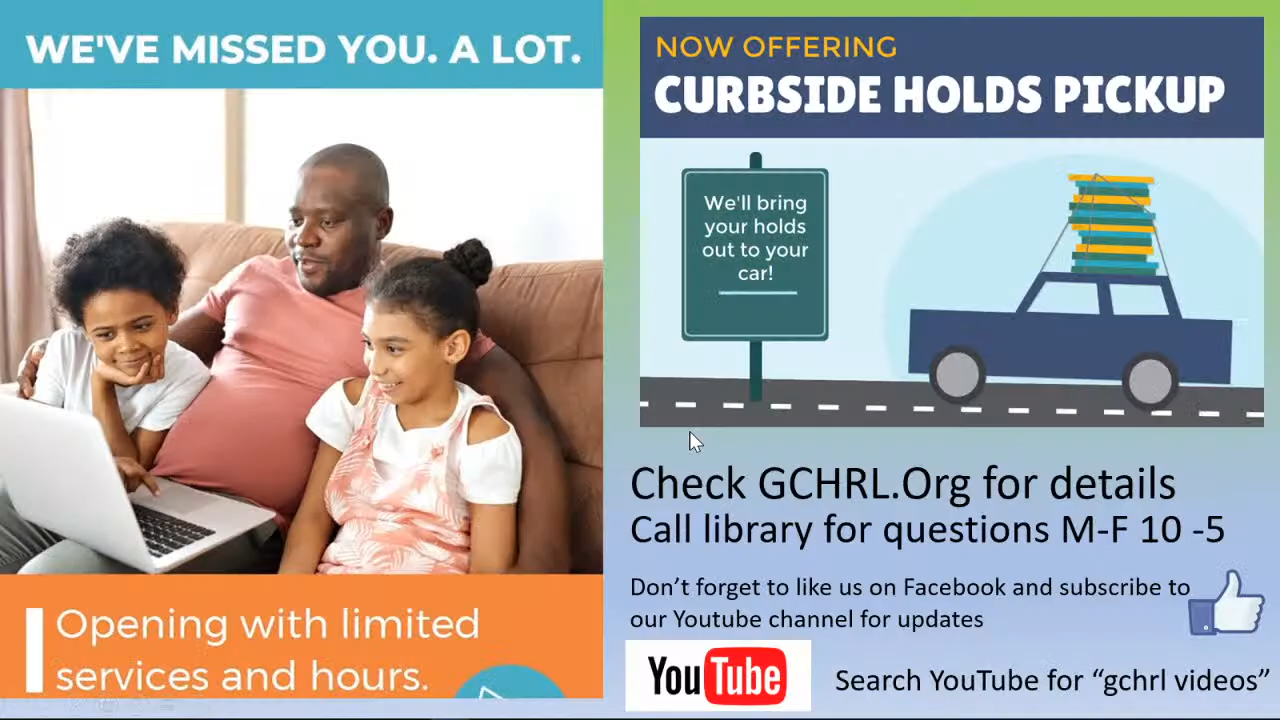 WE'VE MISSED YOU. A LOT.
Opening with limited
services and hours.
NOW OFFERING
CURBSIDE HOLDS PICKUP
We'll bring
your holds
out to your
car!
Check GCHRL.Org for details
Call library for questions M-F 10 -5
Don’t forget to like us on Facebook and subscribe to
our Youtube channel for updates
YouTube
Search YouTube for “gchrl videos”